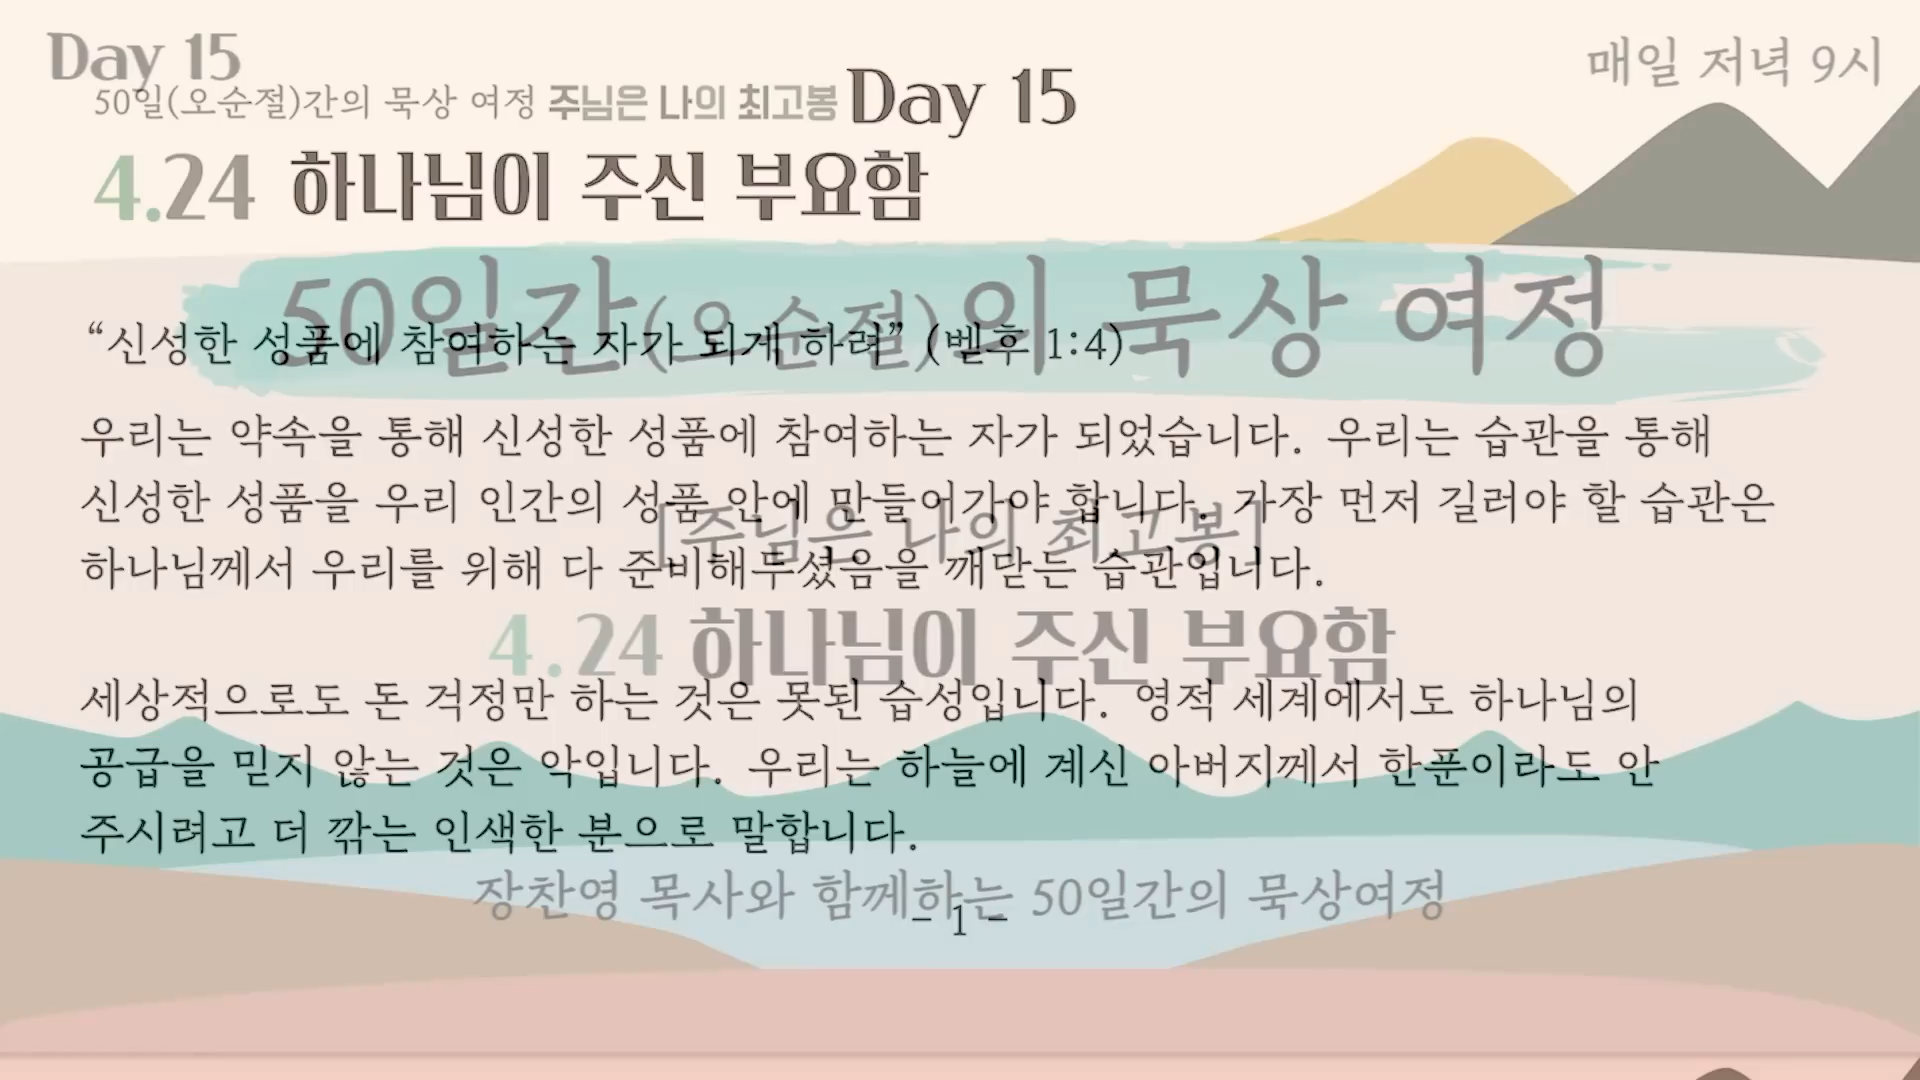 Day 15
매일 저녁 9시
50일(오순절)간의 묵상 여정 주님은 나의 최고봉 Day 15
4.24 하나님이 주신 부요함
50일간(오순절)의 묵상 여정
“신성한 성품에 참여하는 자가 되게 하려” (벧후 1:4)
우리는 약속을 통해 신성한 성품에 참여하는 자가 되었습니다. 우리는 습관을 통해
신성한 성품을 우리 인간의 성품 안에 만들어가야 합니다. 가장 먼저 길러야 할 습관은
[주님은 나의 최고봉]
하나님께서 우리를 위해 다 준비해두셨음을 깨닫는 습관입니다.
4.24 하나님이 주신 부요함
세상적으로도 돈 걱정만 하는 것은 못된 습성입니다. 영적 세계에서도 하나님의
공급을 믿지 않는 것은 악입니다. 우리는 하늘에 계신 아버지께서 한푼이라도 안
주시려고 더 깎는 인색한 분으로 말합니다.
장찬영 목사와 함께하는 50일간의 묵상여정
- 1 -